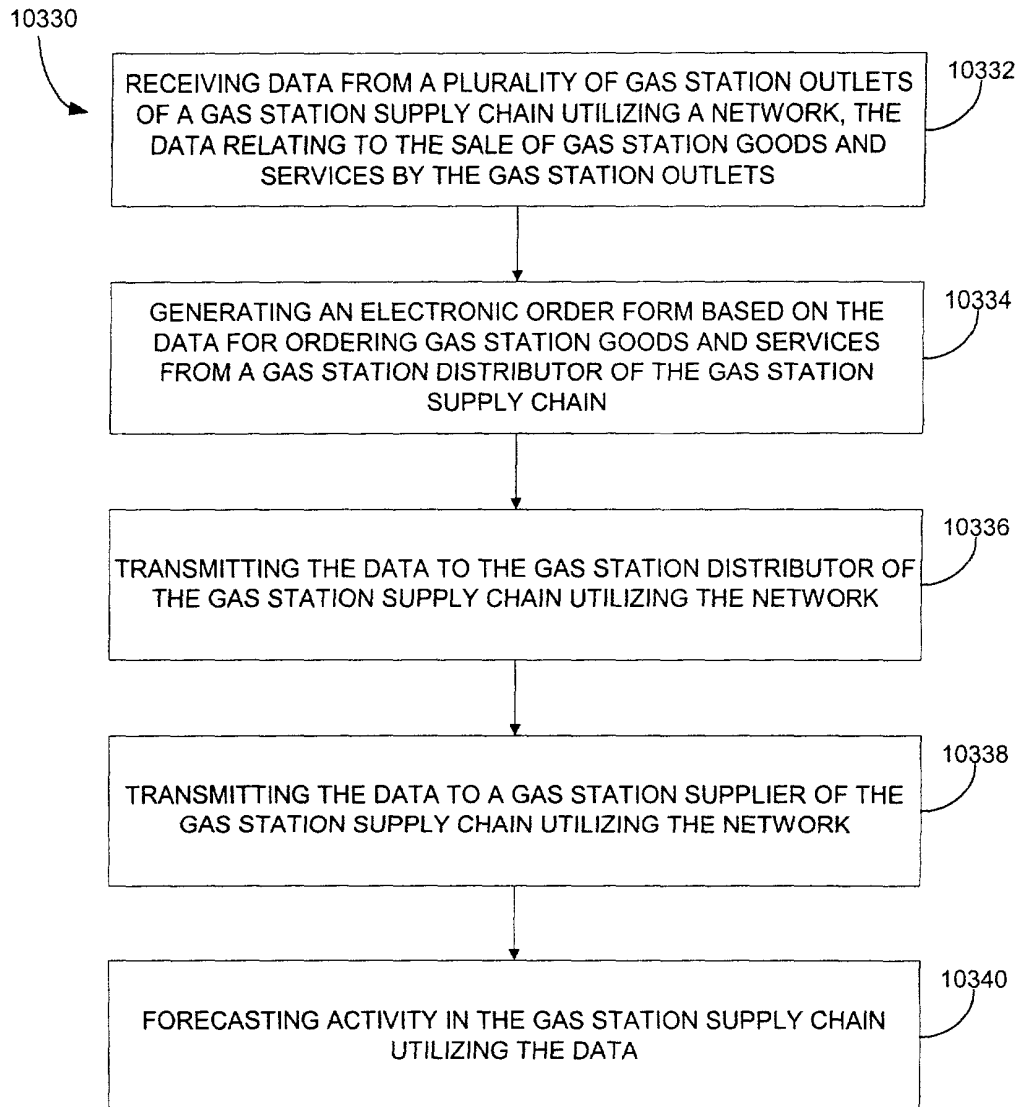 10330
RECEIVING DATA FROM A PLURALITY OF GAS STATION OUTLETS
OF A GAS STATION SUPPLY CHAIN UTILIZING A NETWORK, THE
DATA RELATING TO THE SALE OF GAS STATION GOODS AND
SERVICES BY THE GAS STATION OUTLETS
10332
GENERATING AN ELECTRONIC ORDER FORM BASED ON THE
DATA FOR ORDERING GAS STATION GOODS AND SERVICES
FROM A GAS STATION DISTRIBUTOR OF THE GAS STATION
SUPPLY CHAIN
10334
TRANSMITTING THE DATA TO THE GAS STATION DISTRIBUTOR OF
THE GAS STATION SUPPLY CHAIN UTILIZING THE NETWORK
10336
TRANSMITTING THE DATA TO A GAS STATION SUPPLIER OF THE
GAS STATION SUPPLY CHAIN UTILIZING THE NETWORK
10338
FORECASTING ACTIVITY IN THE GAS STATION SUPPLY CHAIN
UTILIZING THE DATA
10340